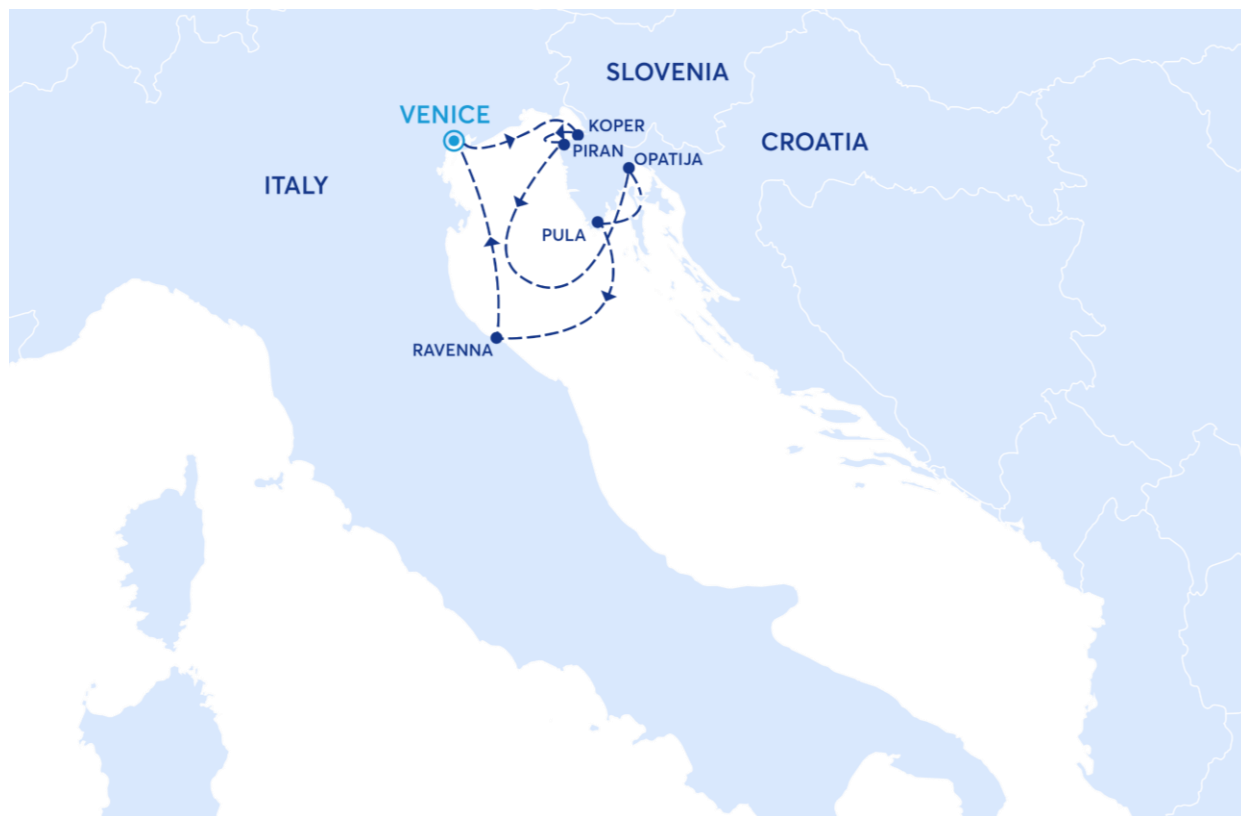 SLOVENIA
VENICE
KOPER
CROATIA
PIRAN
OPATIJA
ITALY
PULA
RAVENNA